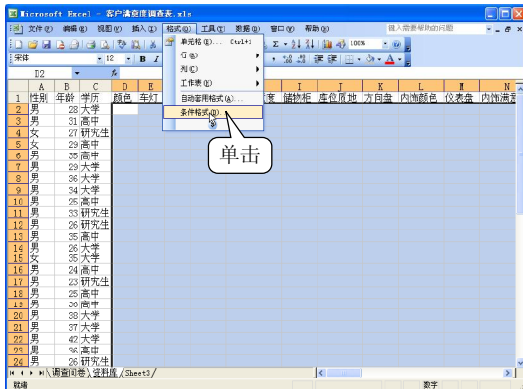 Microsoft Excel - 客户满意度调查表.xls
文件(F) 编辑(E) 视图(V) 插入(I) 格式(O) 工具(T) 数据(D) 窗口(W) 帮助(H) 键入需要帮助的问题
宋体 12 B I 100%
单元格(E)... Ctrl+1
行(R)
列(C)
工作表(H)
自动套用格式(A)...
条件格式(D)...
单击
D2 fx
A B C D E I J K L M N
1 性别 年龄 学历 颜色 车灯 度 储物柜 座位质地 方向盘 内饰颜色 仪表盘 内饰满意
2 男 28 大学
3 男 31 高中
4 女 27 研究生
5 女 29 高中
6 男 35 高中
7 男 29 大学
8 男 36 大学
9 男 34 大学
10 男 25 高中
11 男 33 研究生
12 男 26 研究生
13 男 35 高中
14 男 26 大学
15 女 35 大学
16 男 24 高中
17 男 23 研究生
18 男 25 高中
19 男 30 高中
20 男 38 大学
21 男 37 大学
22 男 42 大学
23 男 36 高中
24 男 26 研究生
调查问卷 资料库 Sheet3
就绪 数字